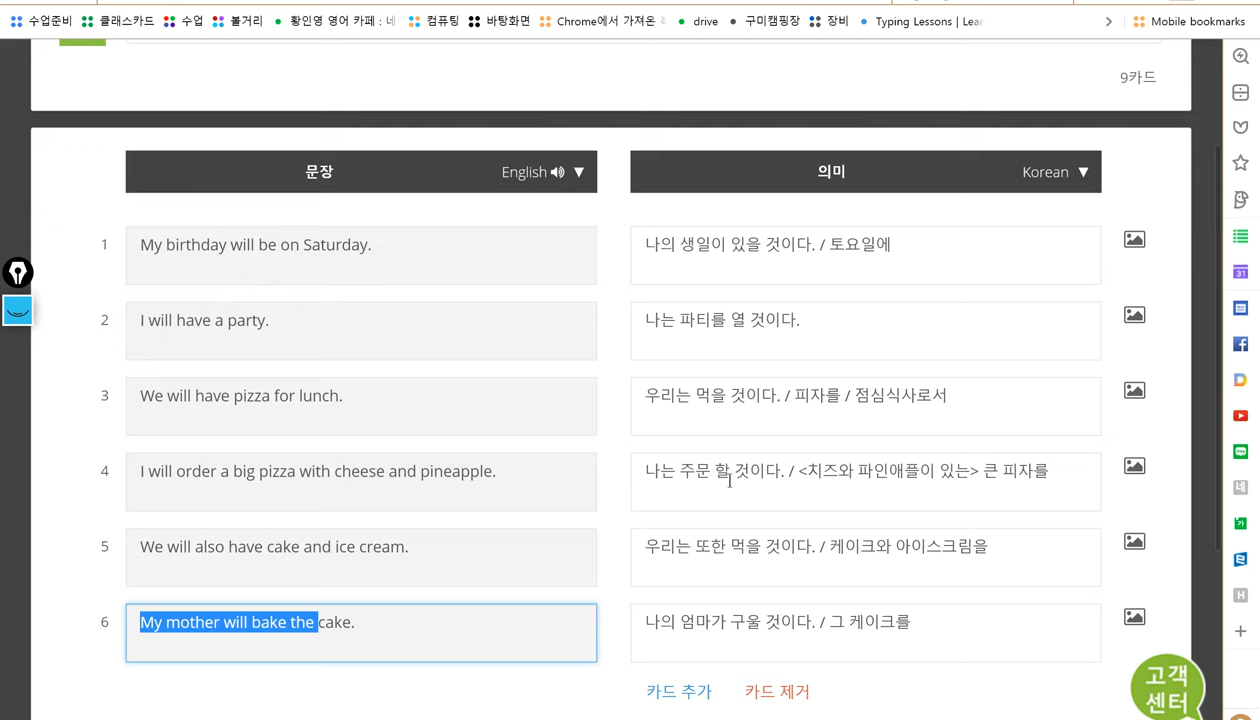 수업준비 클래스카드 수업 볼거리 황인영 영어 카페 : 네 컴퓨팅 바탕화면 Chrome에서 가져온 drive 구미캠핑장 장비 Typing Lessons | Lear Mobile bookmarks
9카드
문장 English ▼ 의미 Korean ▼
1 My birthday will be on Saturday. 나의 생일이 있을 것이다. / 토요일에
2 I will have a party. 나는 파티를 열 것이다.
3 We will have pizza for lunch. 우리는 먹을 것이다. / 피자를 / 점심식사로서
4 I will order a big pizza with cheese and pineapple. 나는 주문 할 것이다. / <치즈와 파인애플이 있는> 큰 피자를
5 We will also have cake and ice cream. 우리는 또한 먹을 것이다. / 케이크와 아이스크림을
6 My mother will bake the cake. 나의 엄마가 구울 것이다. / 그 케이크를
카드 추가 카드 제거
고객
센터
31